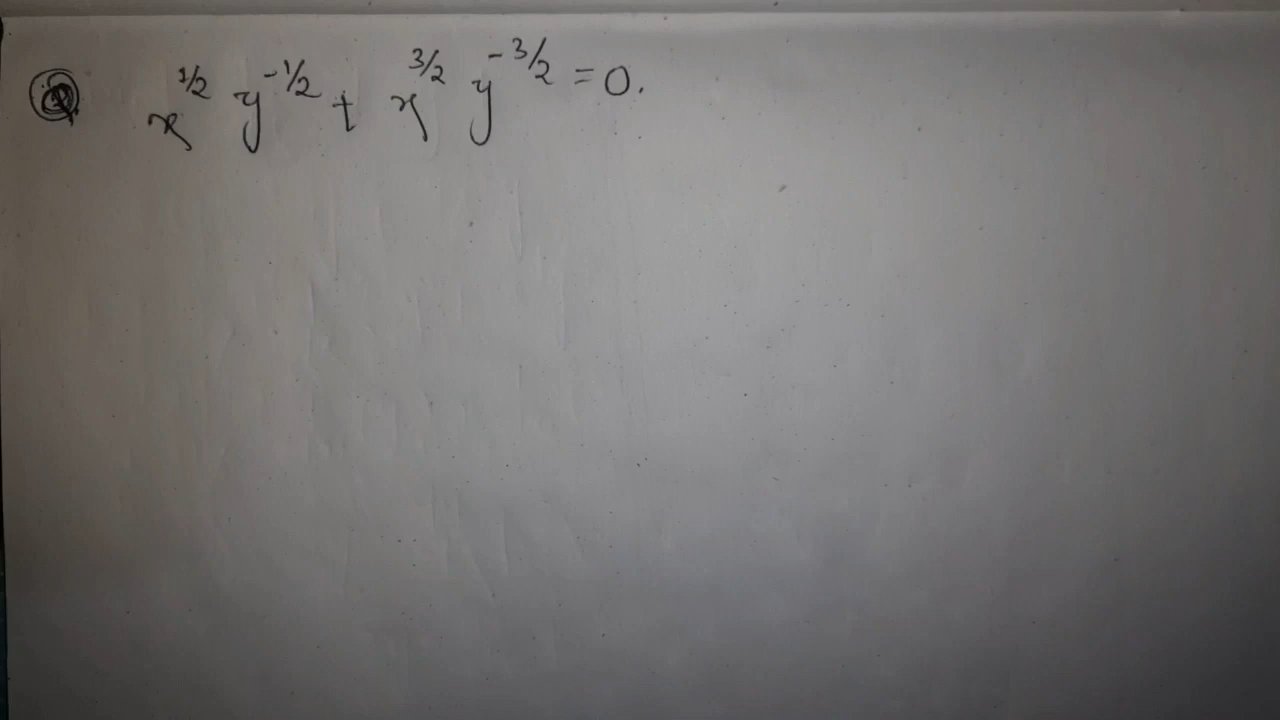 x^{1/2} y^{-1/2} + x^{3/2} y^{-3/2} = 0.